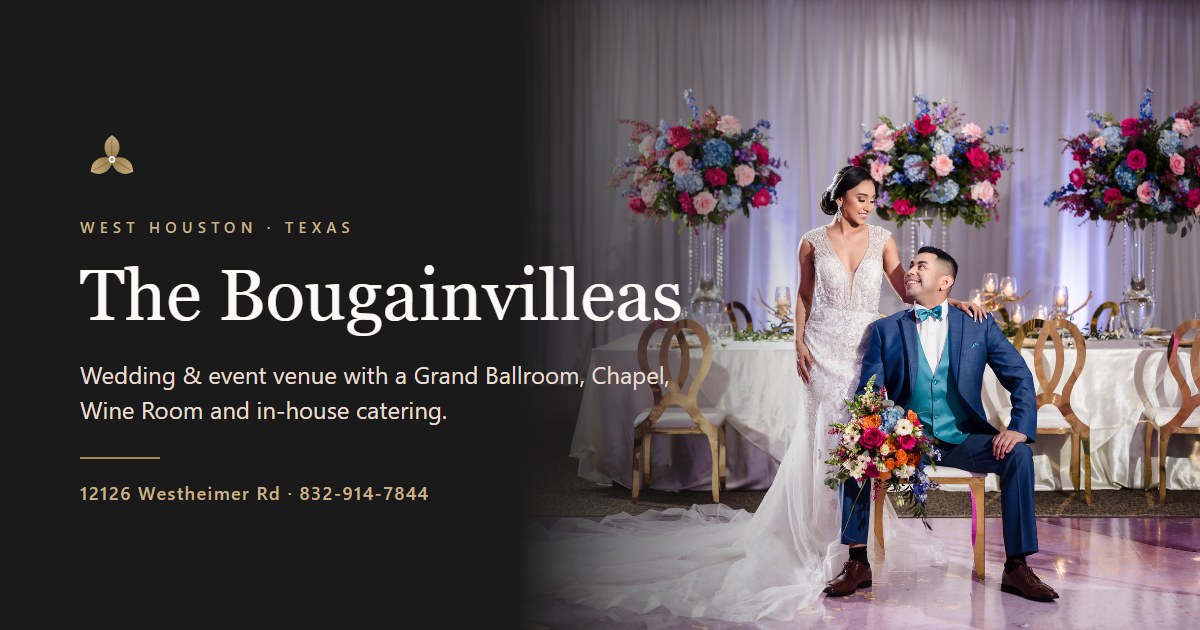 WEST HOUSTON · TEXAS
The Bougainvilleas
Wedding & event venue with a Grand Ballroom, Chapel,
Wine Room and in-house catering.
12126 Westheimer Rd · 832-914-7844